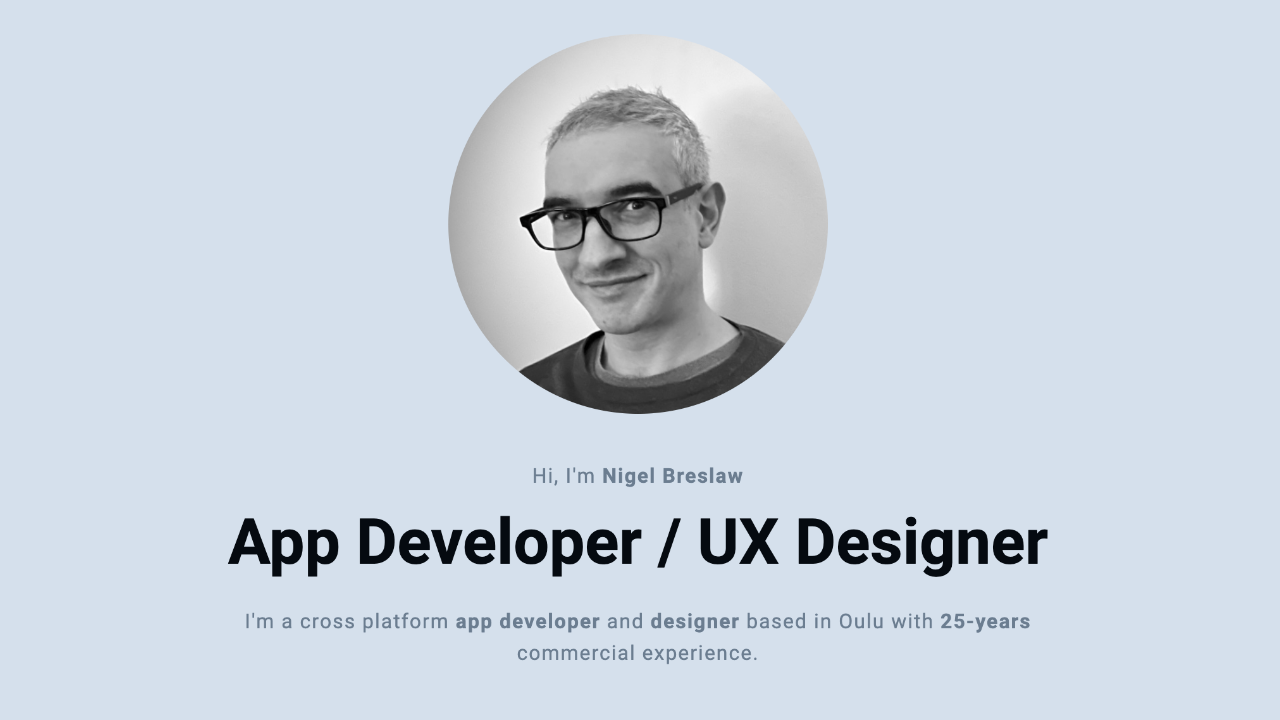 Hi, I'm Nigel Breslaw
App Developer / UX Designer
I'm a cross platform app developer and designer based in Oulu with 25-years
commercial experience.